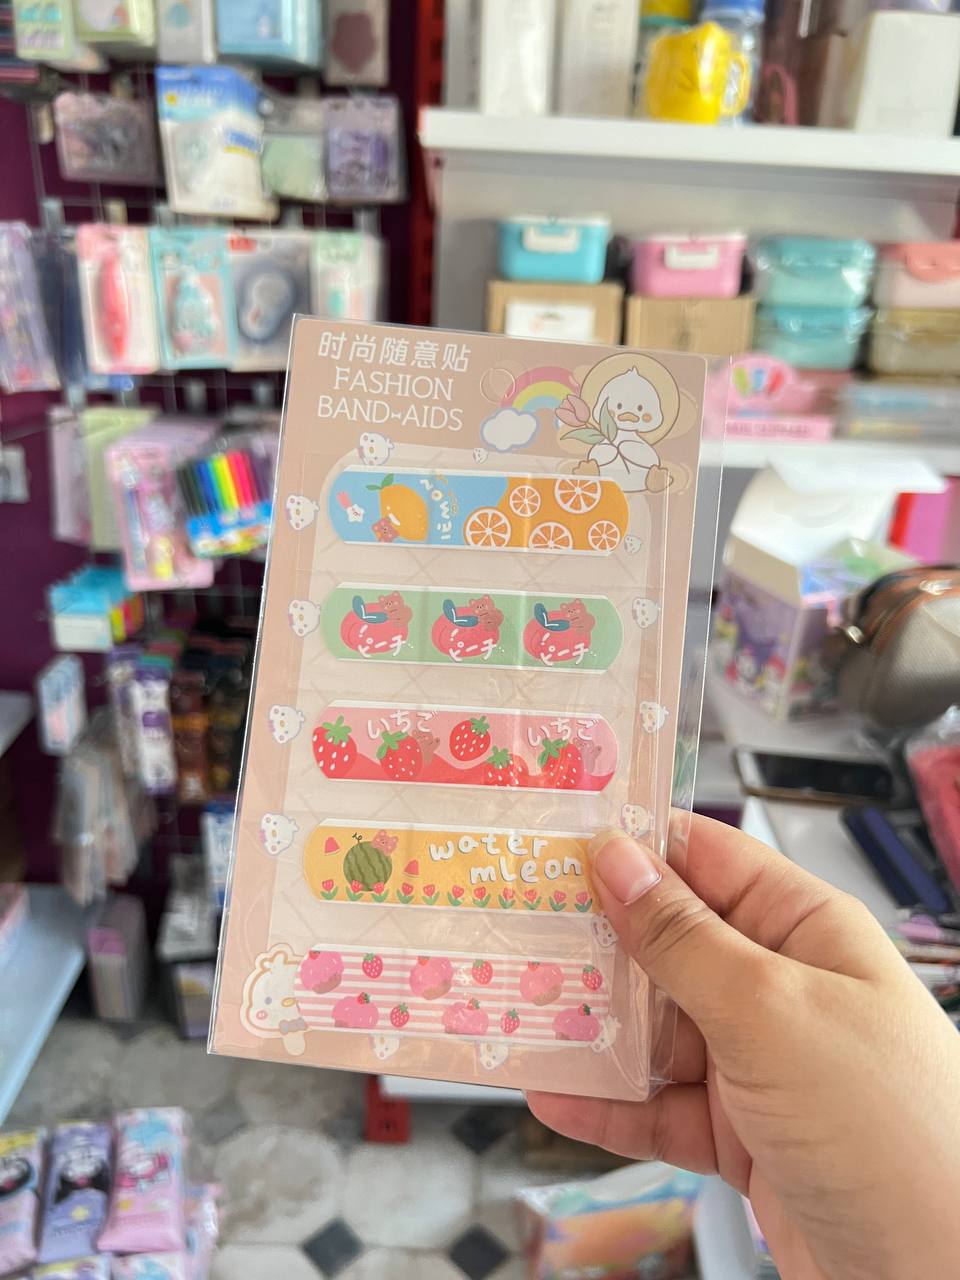 时尚随意贴
FASHION
BAND-AIDS
ピーチ
ピーチ
ピーチ
いちご
いちご
water
mleon